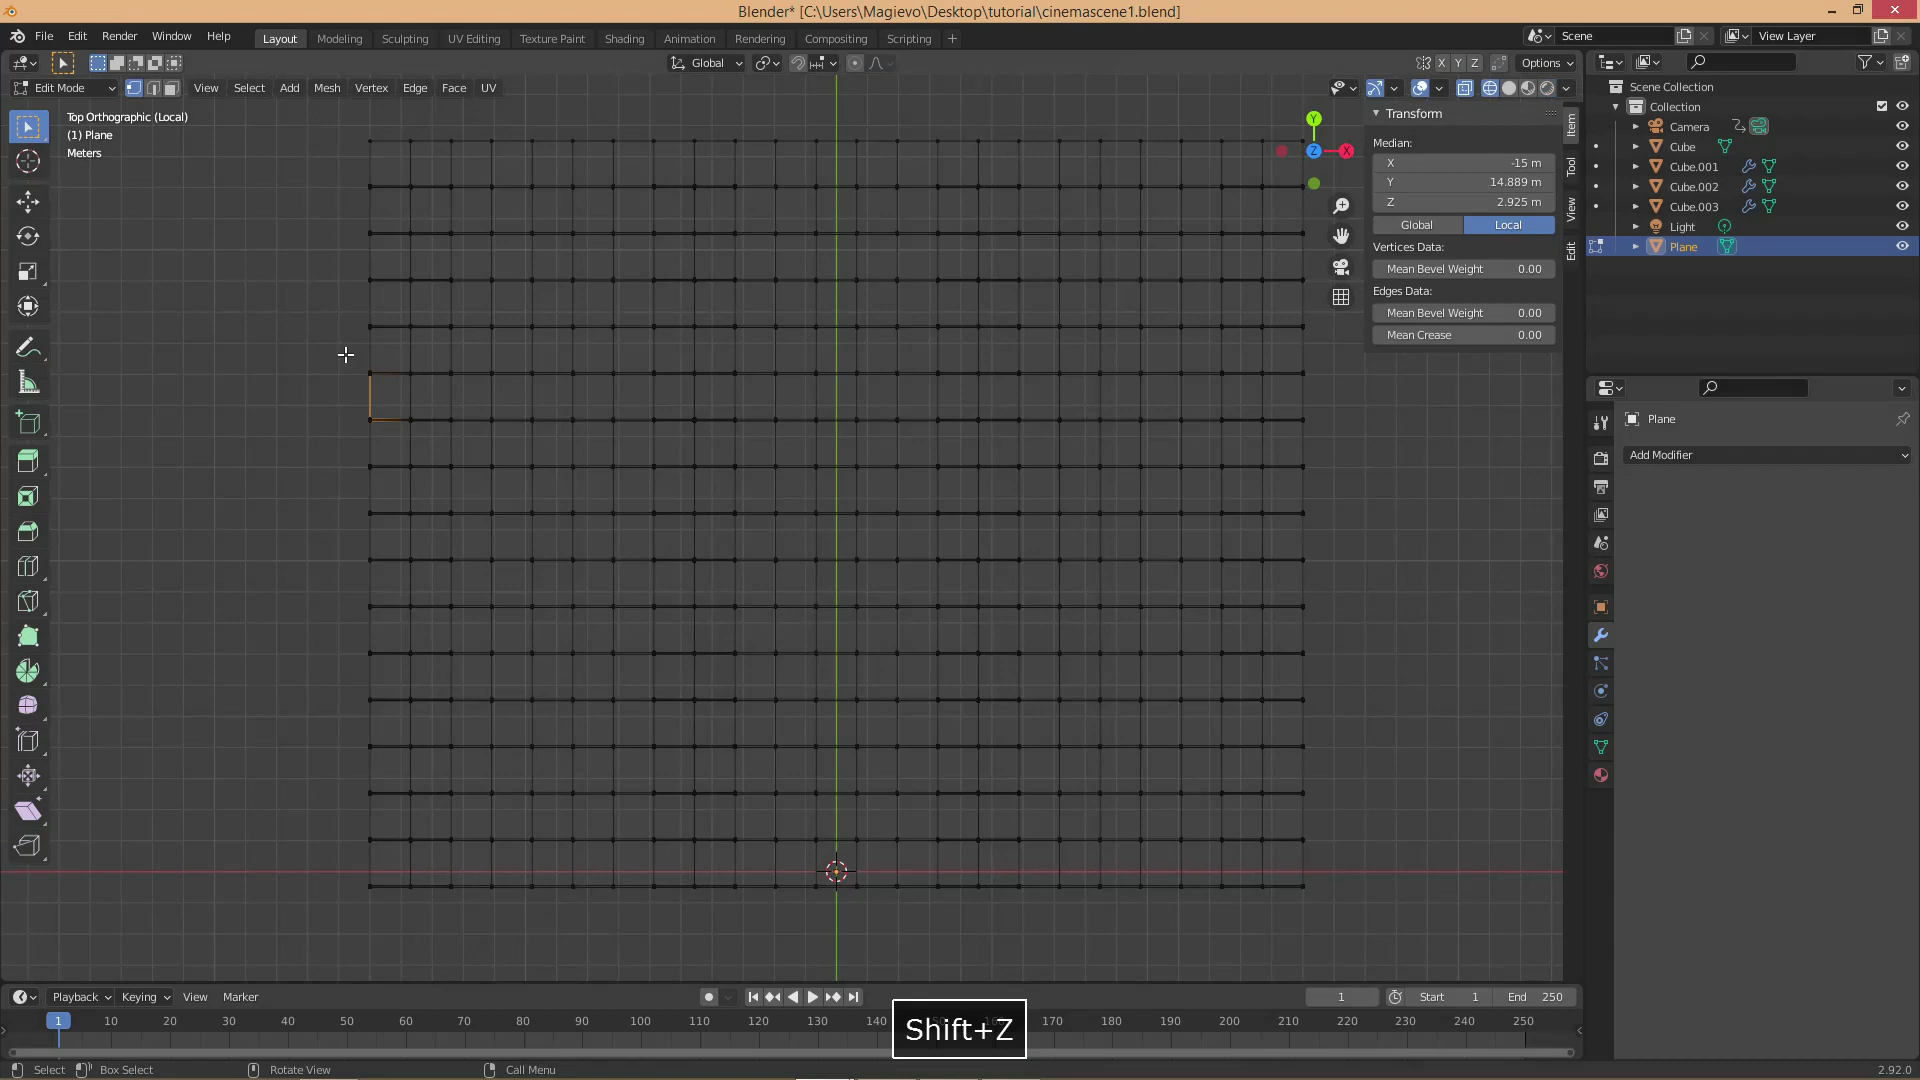 Blender* [C:\Users\Magievo\Desktop\tutorial\cinemascene1.blend]
File Edit Render Window Help Layout Modeling Sculpting UV Editing Texture Paint Shading Animation Rendering Compositing Scripting + Scene View Layer
Global X Y Z Options
Edit Mode View Select Add Mesh Vertex Edge Face UV
Top Orthographic (Local)
(1) Plane
Meters
Y
Z
X
Transform
Median:
X -15 m
Y 14.889 m
Z 2.925 m
Global Local
Vertices Data:
Mean Bevel Weight 0.00
Edges Data:
Mean Bevel Weight 0.00
Mean Crease 0.00
Item
Tool
View
Edit
Scene Collection
Collection
Camera
Cube
Cube.001
Cube.002
Cube.003
Light
Plane
Plane
Add Modifier
Playback Keying View Marker 1 Start 1 End 250
1 10 20 30 40 50 60 70 80 90 100 110 120 130 140 150 160 170 180 190 200 210 220 230 240 250
Shift+Z
Select Box Select Rotate View Call Menu 2.92.0